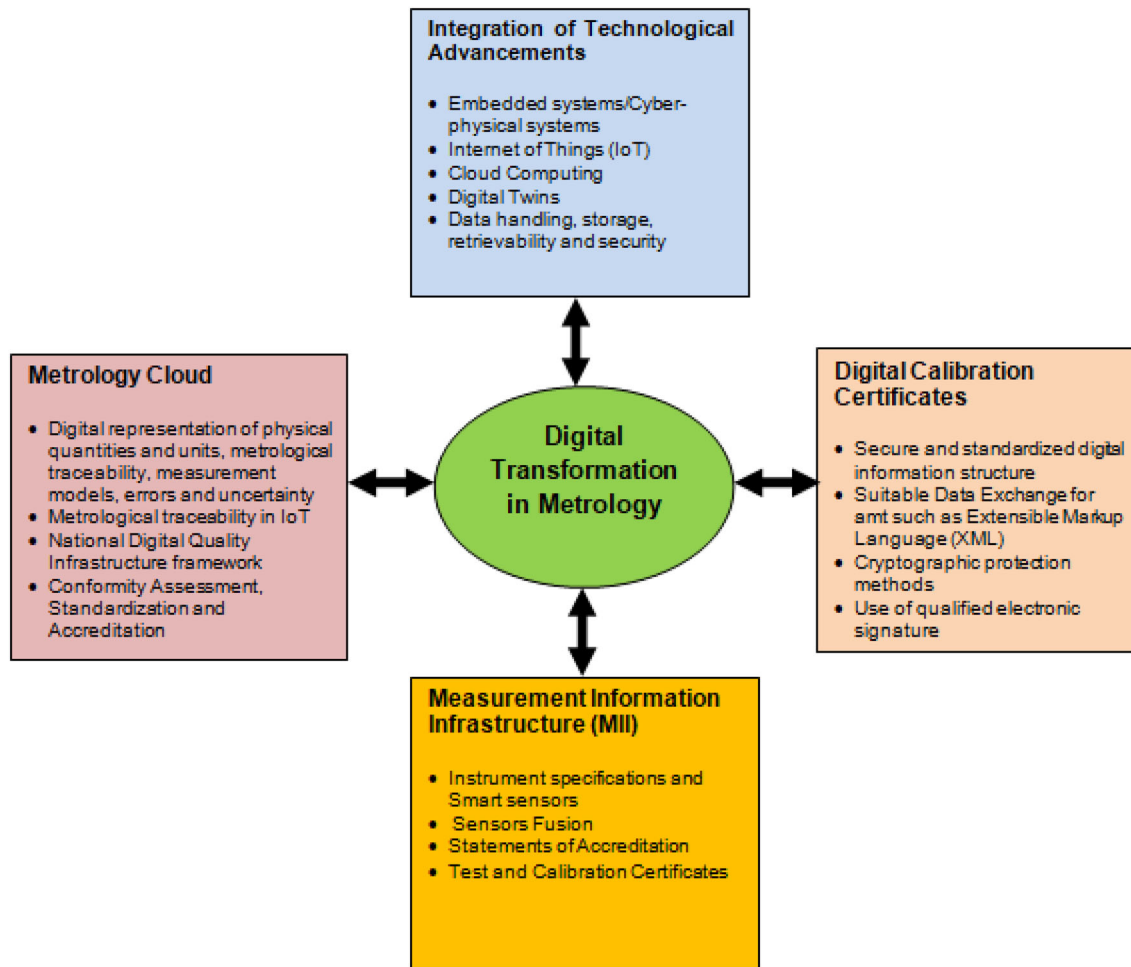 Integration of Technological
Advancements
• Embedded systems/Cyber-
physical systems
• Internet of Things (IoT)
• Cloud Computing
• Digital Twins
• Data handling, storage,
retrievability and security
Metrology Cloud
• Digital representation of physical
quantities and units, metrological
traceability, measurement
models, errors and uncertainty
• Metrological traceability in IoT
• National Digital Quality
Infrastructure framework
• Conformity Assessment,
Standardization and
Accreditation
Digital
Transformation
in Metrology
Digital Calibration
Certificates
• Secure and standardized digital
information structure
• Suitable Data Exchange for
amt such as Extensible Markup
Language (XML)
• Cryptographic protection
methods
• Use of qualified electronic
signature
Measurement Information
Infrastructure (MII)
• Instrument specifications and
Smart sensors
• Sensors Fusion
• Statements of Accreditation
• Test and Calibration Certificates